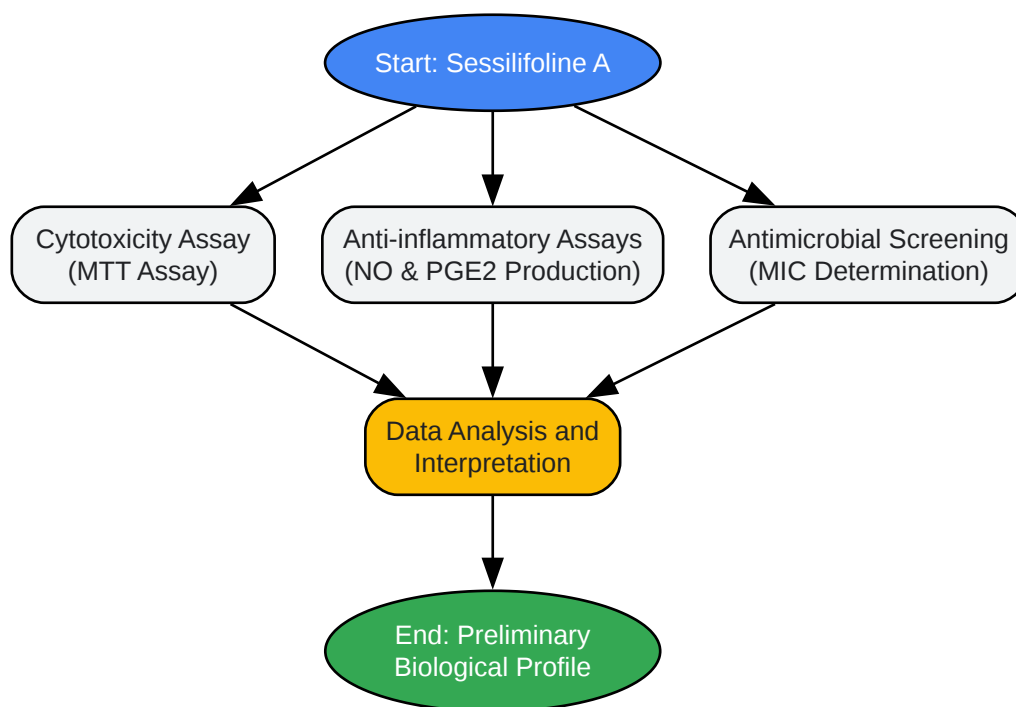 Start: Sessilifoline A
Cytotoxicity Assay
(MTT Assay)
Anti-inflammatory Assays
(NO & PGE2 Production)
Antimicrobial Screening
(MIC Determination)
Data Analysis and
Interpretation
End: Preliminary
Biological Profile